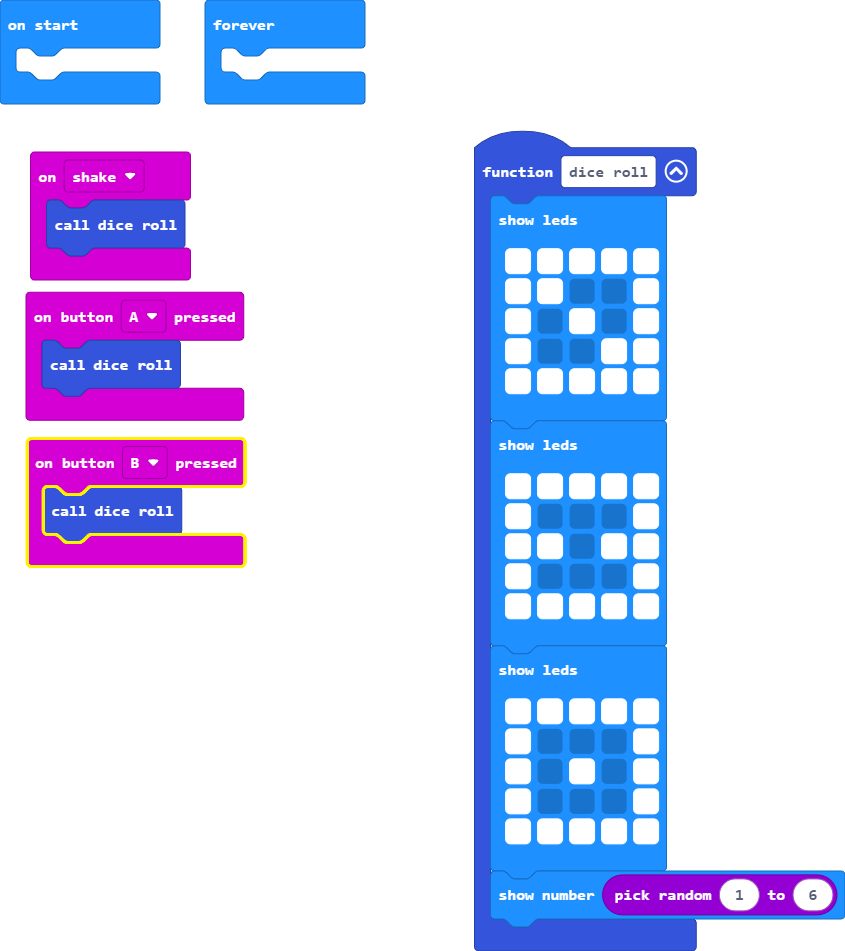 on start
forever
on shake
call dice roll
on button A pressed
call dice roll
on button B pressed
call dice roll
function dice roll
show leds
show leds
show leds
show number pick random 1 to 6